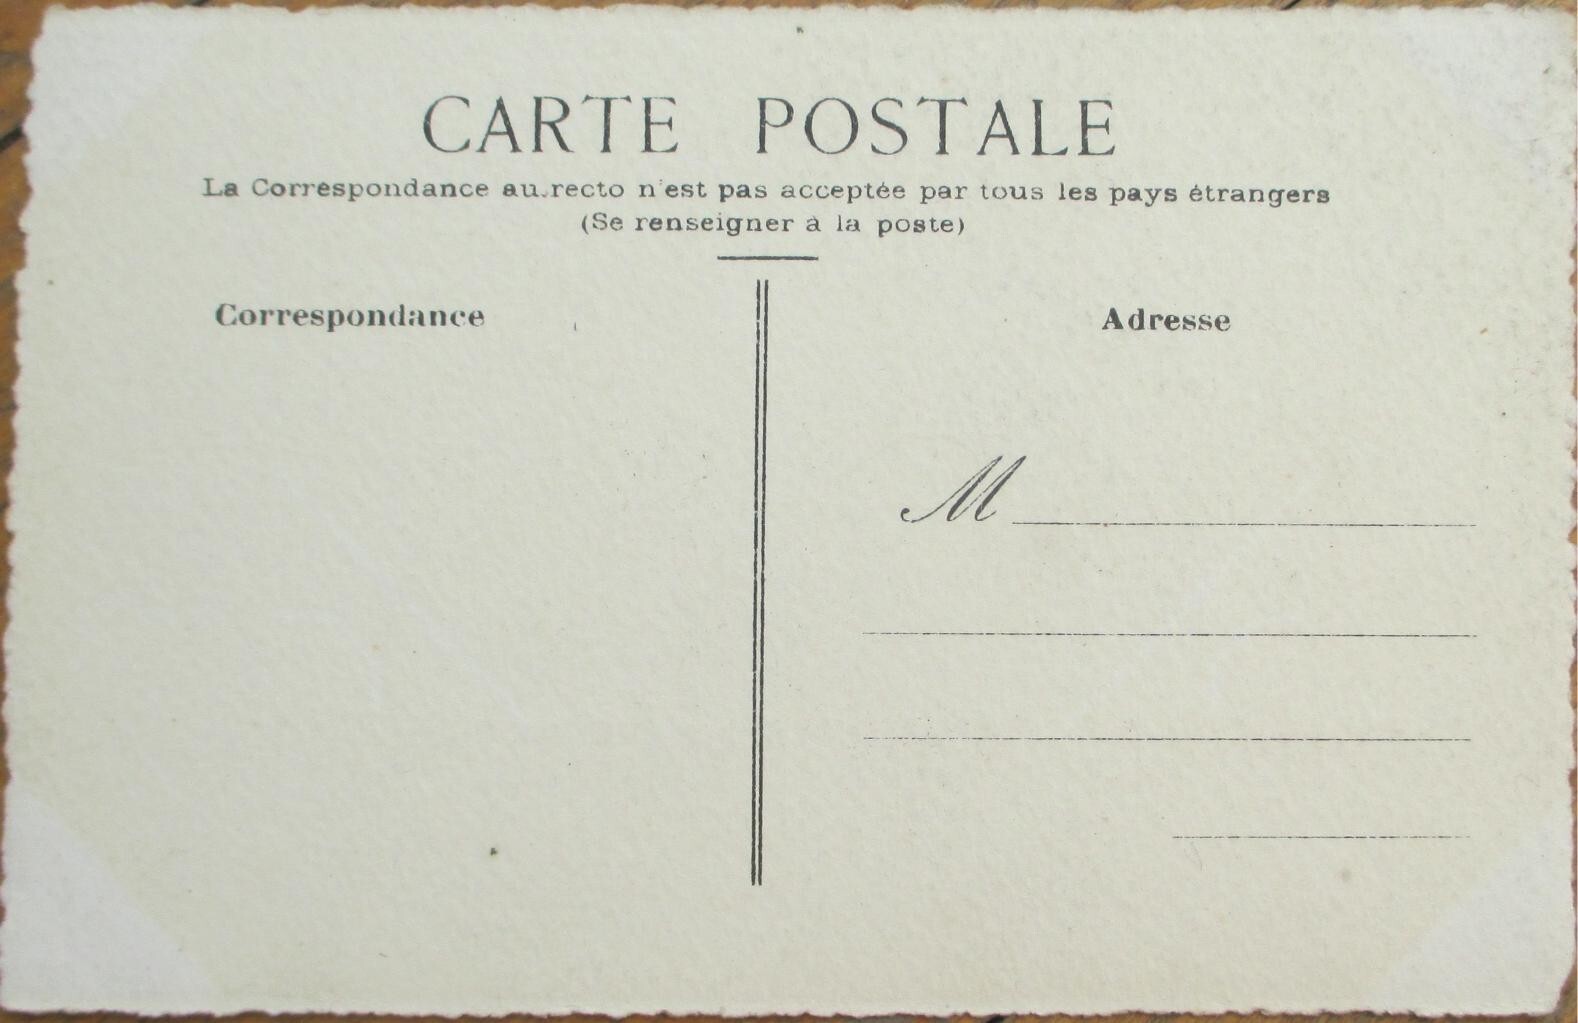 CARTE POSTALE
La Correspondance au recto n'est pas acceptée par tous les pays étrangers
(Se renseigner à la poste)
Correspondance
Adresse
M